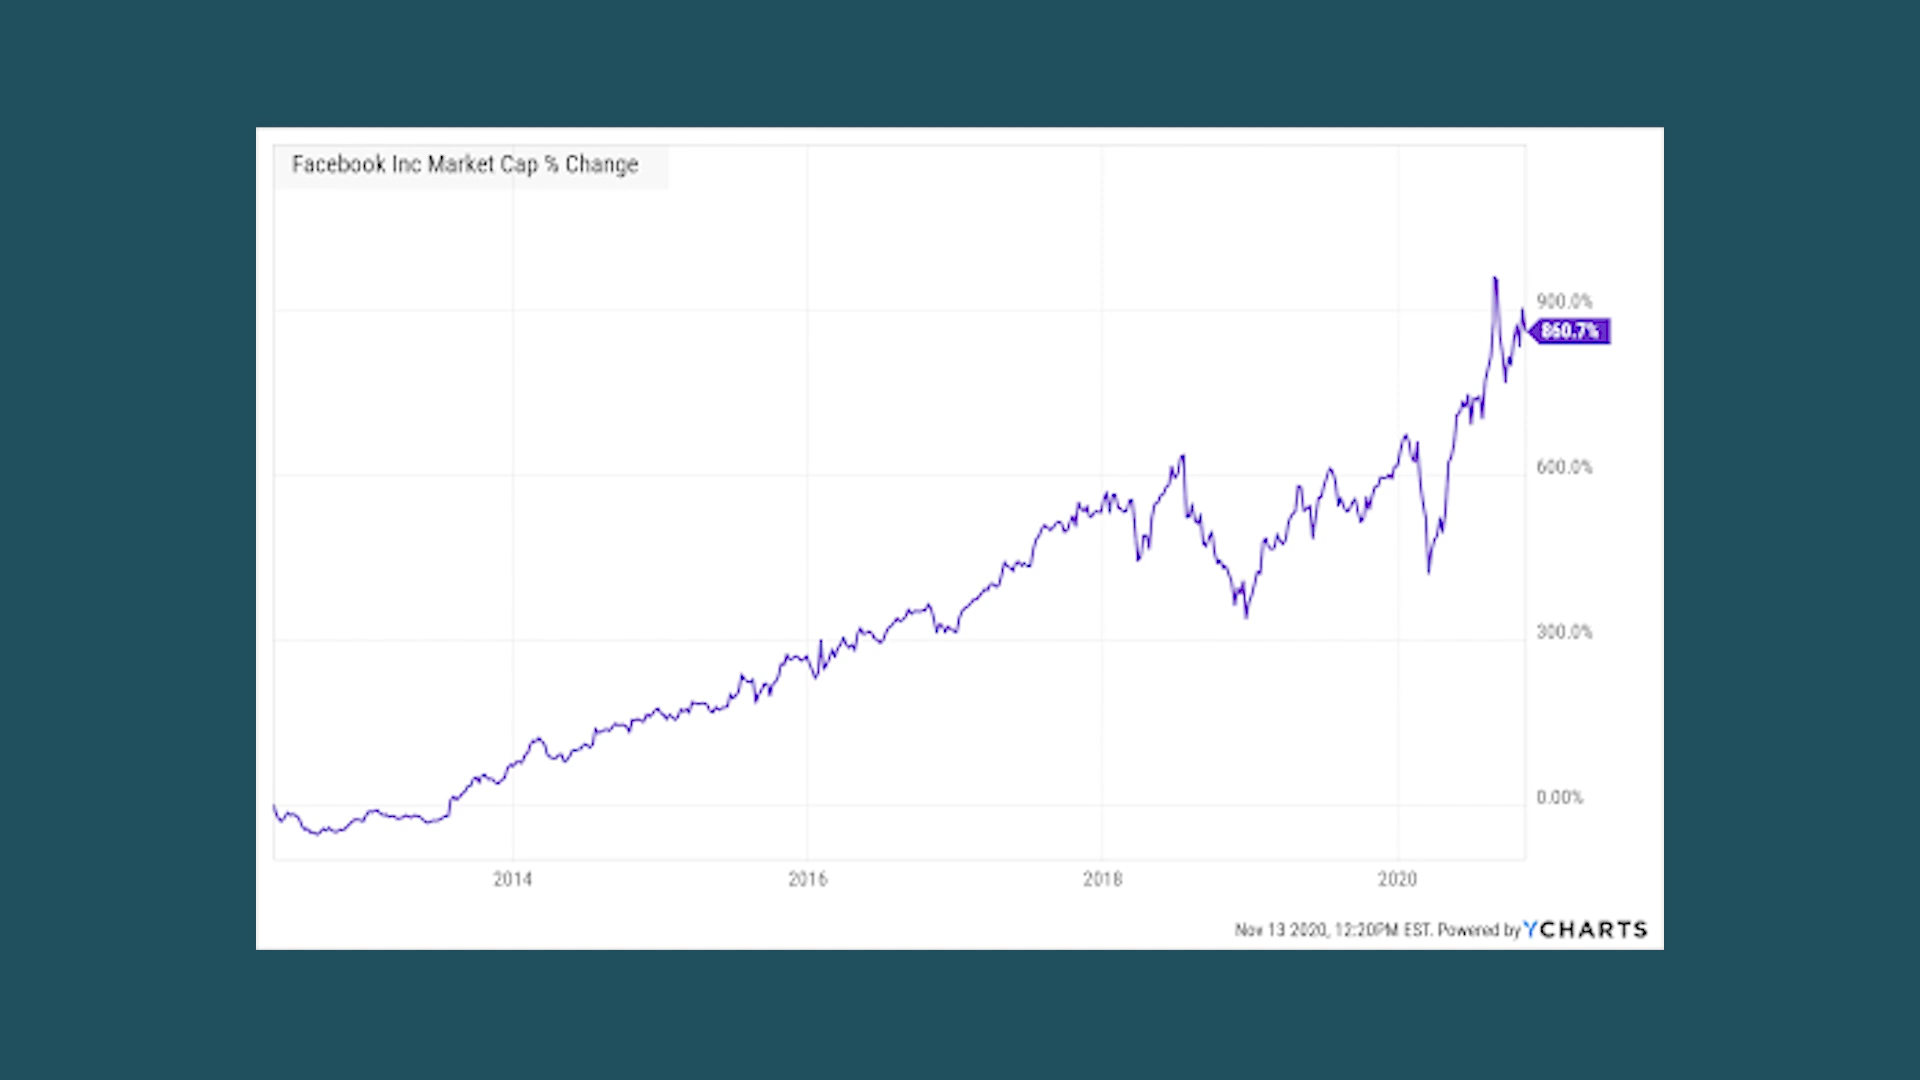 Facebook Inc Market Cap % Change
900.0%
860.7%
600.0%
300.0%
0.00%
2014 2016 2018 2020
Nov 13 2020, 12:20PM EST. Powered by YCHARTS